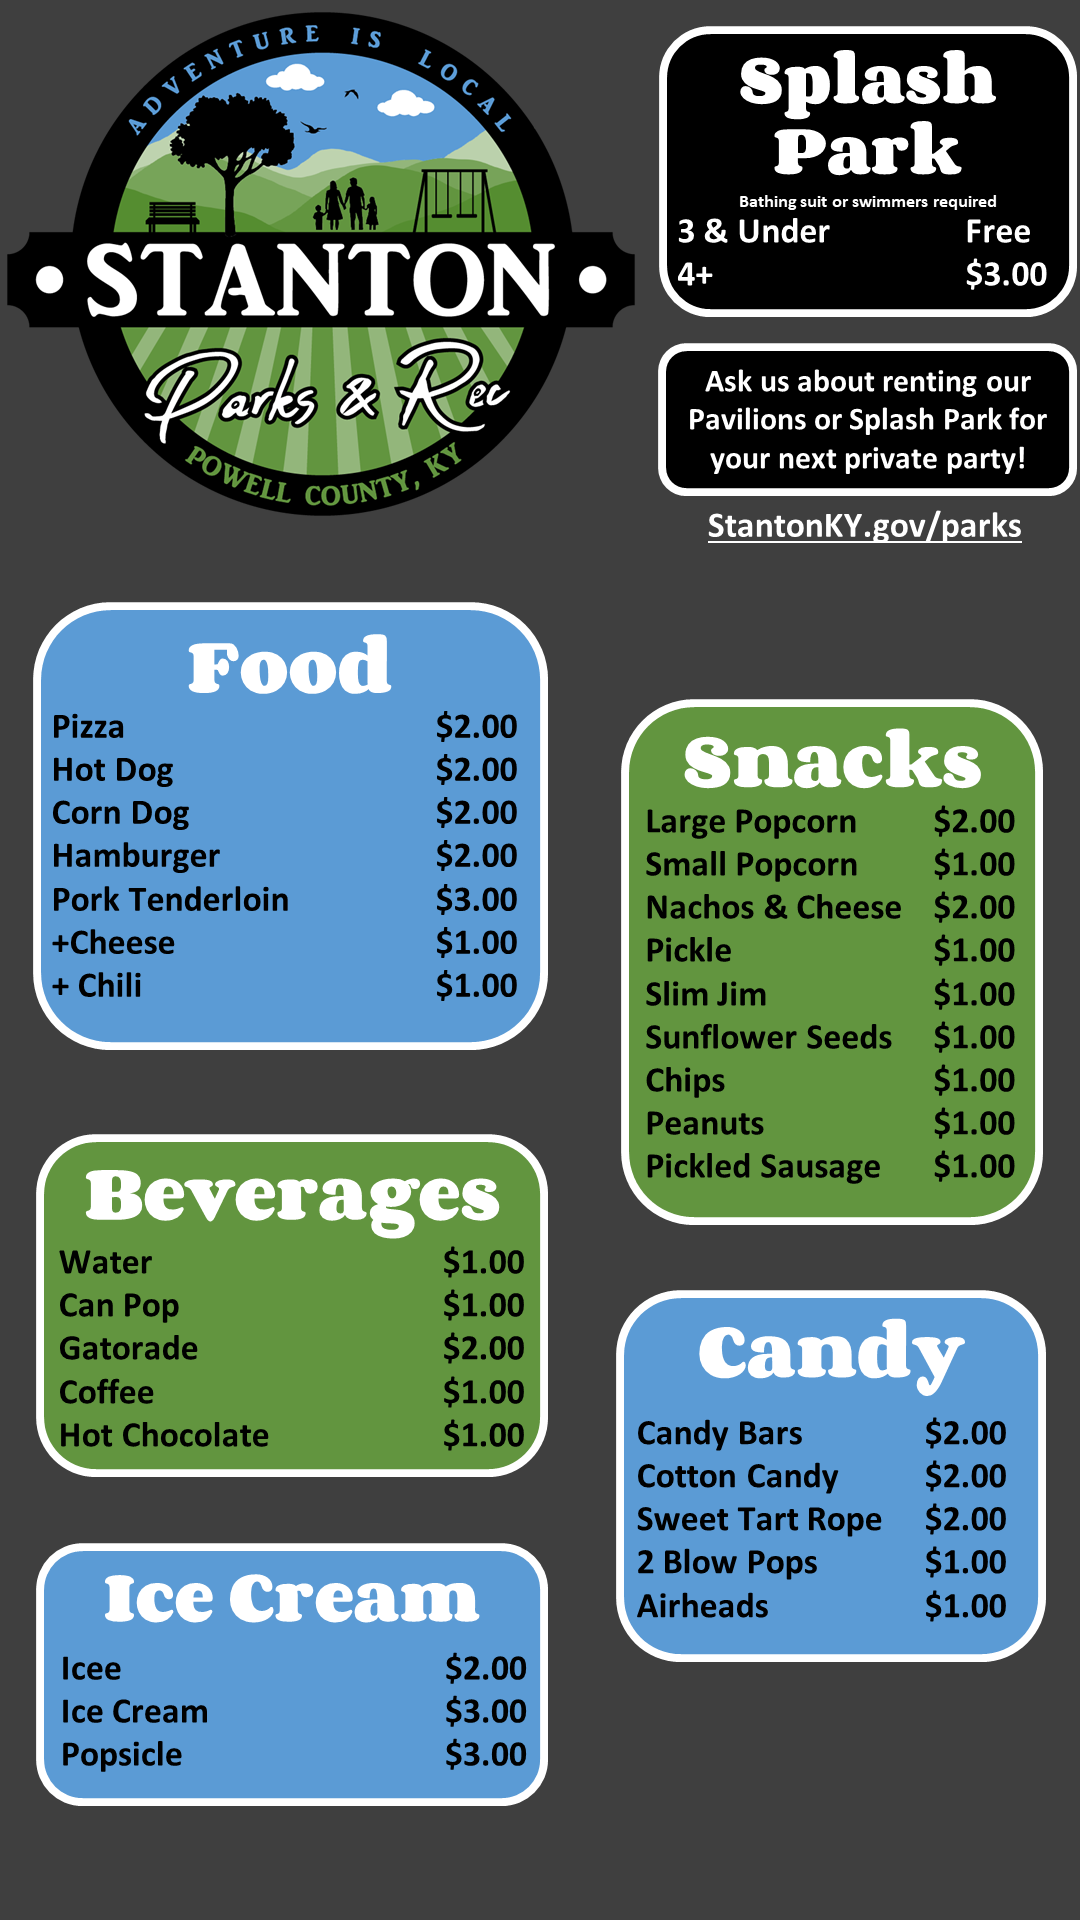 ADVENTURE IS LOCAL
• STANTON •
Parks & Rec
POWELL COUNTY, KY
Splash
Park
Bathing suit or swimmers required
3 & Under Free
4+ $3.00
Ask us about renting our
Pavilions or Splash Park for
your next private party!
StantonKY.gov/parks
Food
Pizza $2.00
Hot Dog $2.00
Corn Dog $2.00
Hamburger $2.00
Pork Tenderloin $3.00
+Cheese $1.00
+ Chili $1.00
Snacks
Large Popcorn $2.00
Small Popcorn $1.00
Nachos & Cheese $2.00
Pickle $1.00
Slim Jim $1.00
Sunflower Seeds $1.00
Chips $1.00
Peanuts $1.00
Pickled Sausage $1.00
Beverages
Water $1.00
Can Pop $1.00
Gatorade $2.00
Coffee $1.00
Hot Chocolate $1.00
Candy
Candy Bars $2.00
Cotton Candy $2.00
Sweet Tart Rope $2.00
2 Blow Pops $1.00
Airheads $1.00
Ice Cream
Icee $2.00
Ice Cream $3.00
Popsicle $3.00